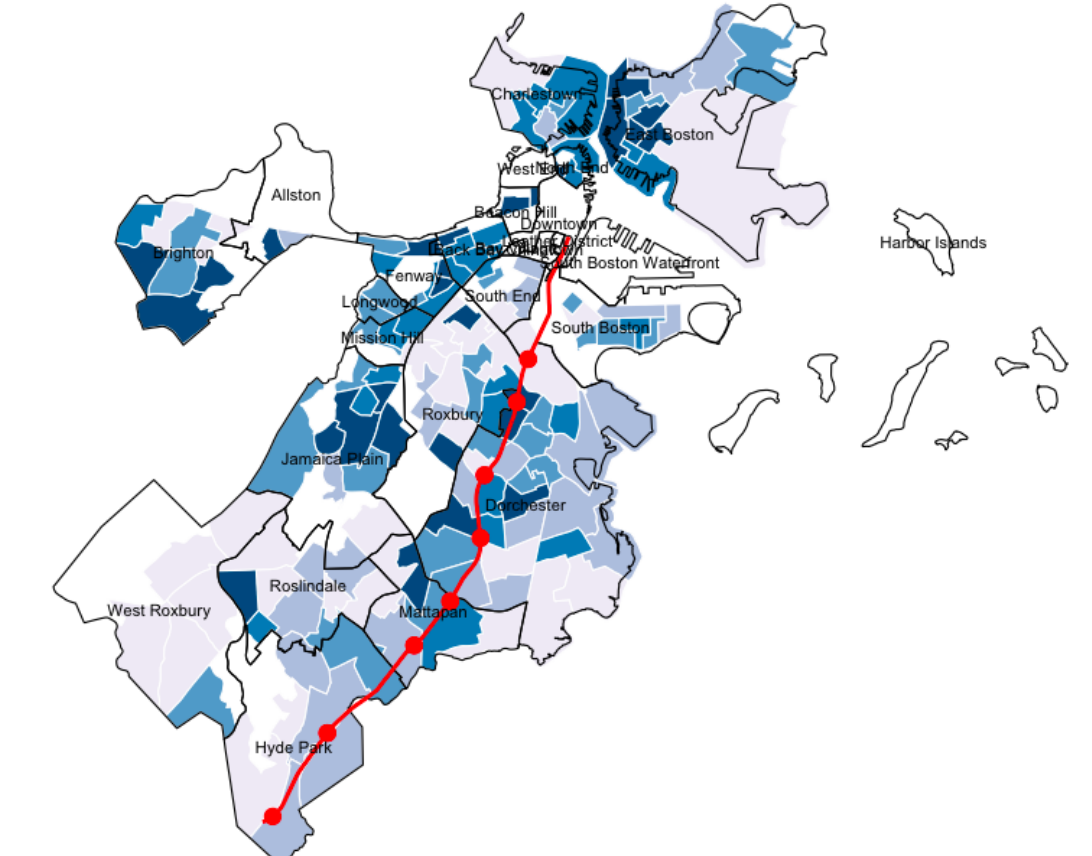 Charlestown
East Boston
West End
North End
Allston
Beacon Hill
Downtown
Brighton
Back Bay
Leather District
Harbor Islands
South Boston Waterfront
Fenway
South End
Longwood
South Boston
Mission Hill
Roxbury
Jamaica Plain
Dorchester
Roslindale
West Roxbury
Mattapan
Hyde Park